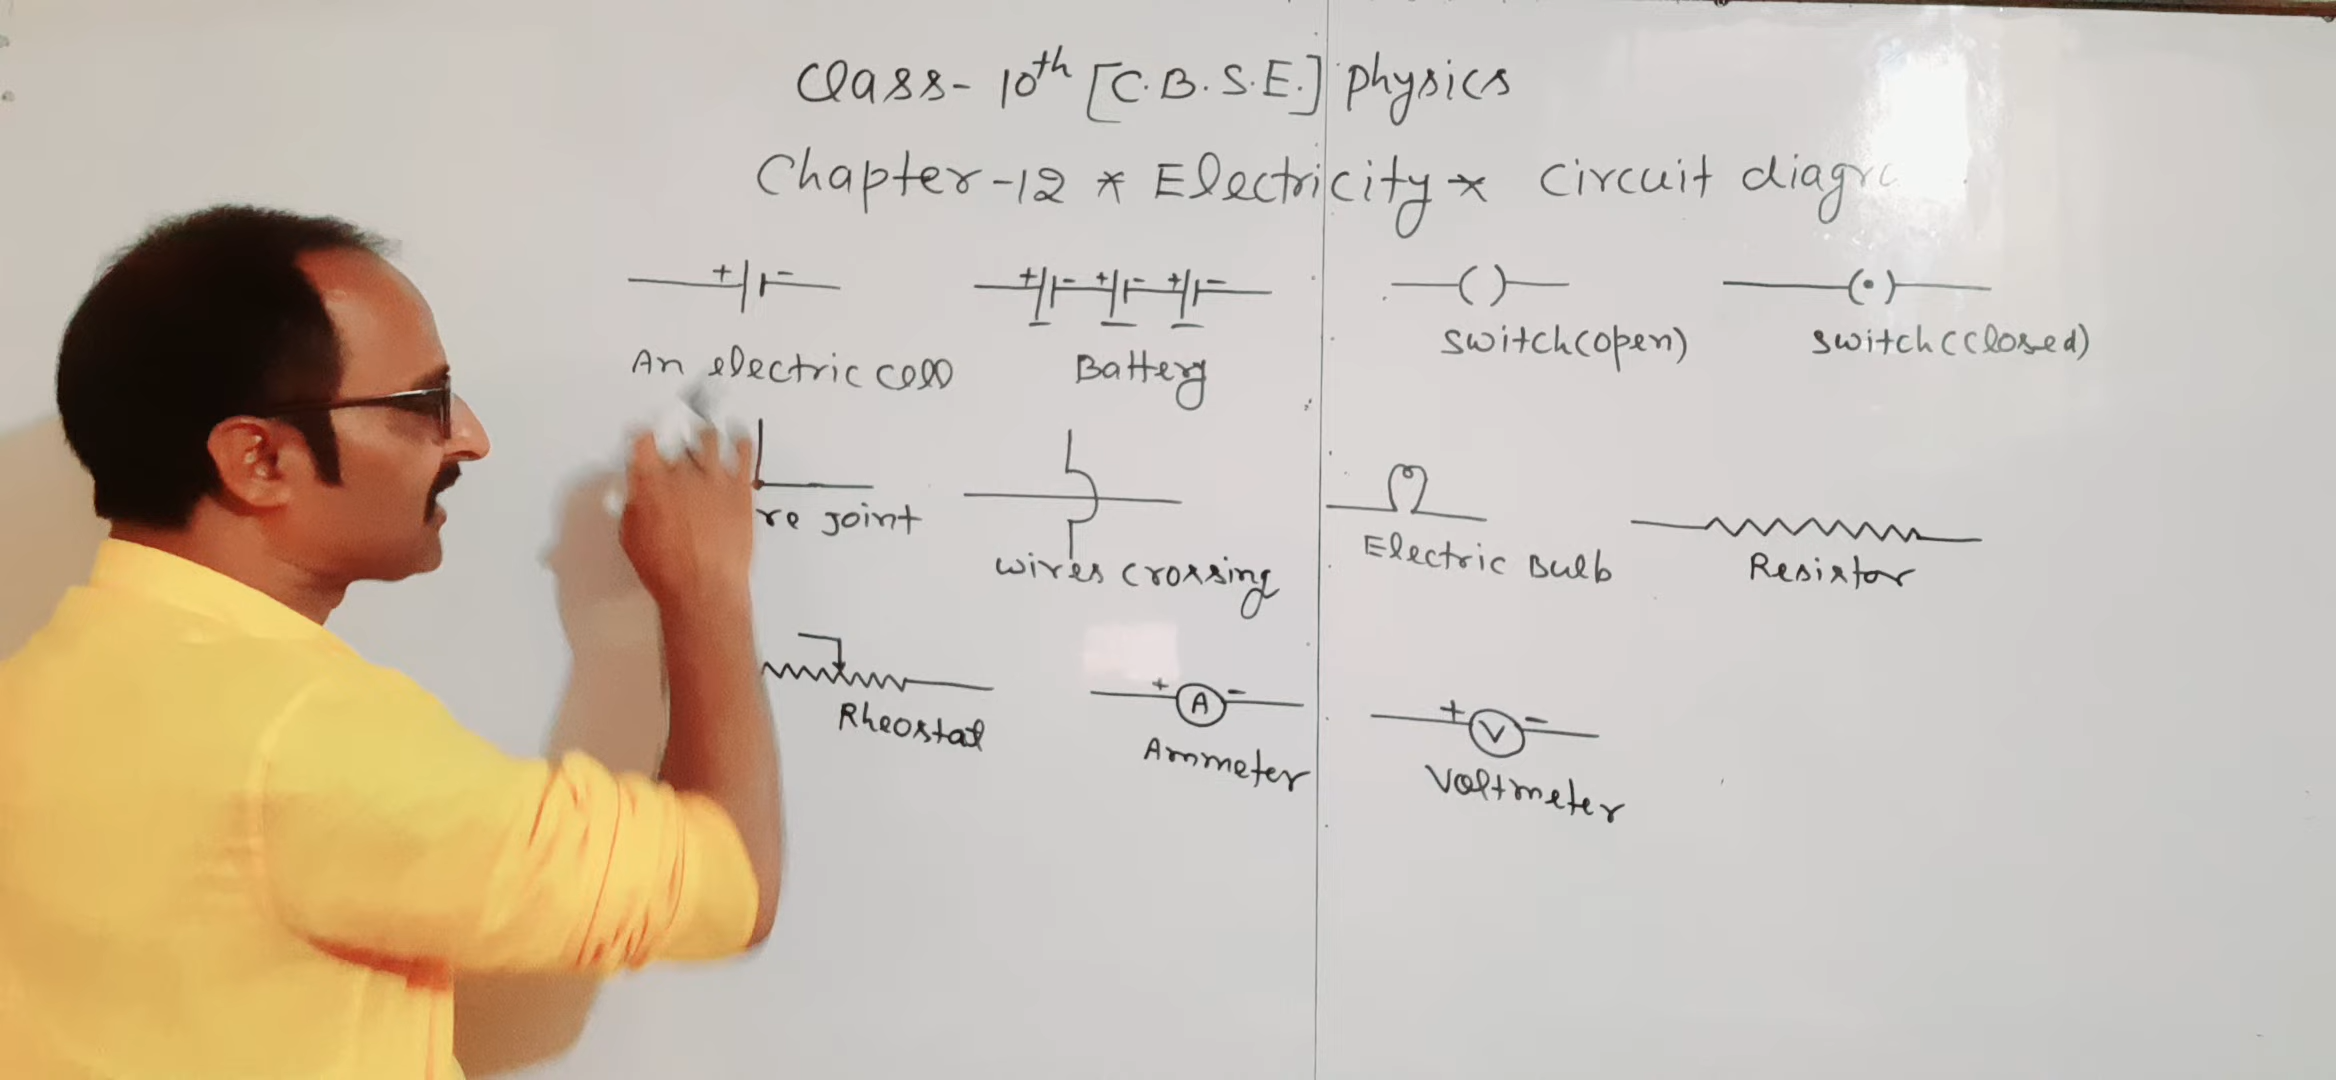 Class- 10th [C.B.S.E.] Physics
Chapter-12 * Electricity * Circuit
+ - + - + - + -
An electric cell Battery Switch(open) Switch(closed)
joint wires crossing Electric Bulb Resistor
+ A - + V -
Rheostat Ammeter Voltmeter